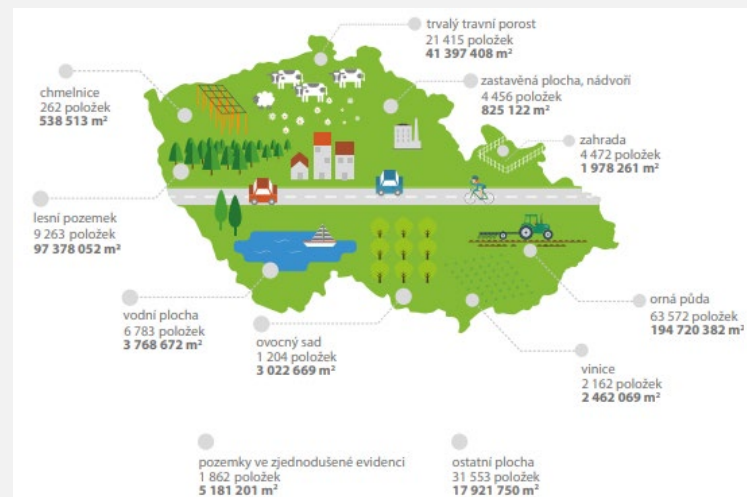 trvalý travní porost
21 415 položek
41 397 408 m²
chmelnice
262 položek
538 513 m²
zastavěná plocha, nádvoří
4 456 položek
825 122 m²
zahrada
4 472 položek
1 978 261 m²
lesní pozemek
9 263 položek
97 378 052 m²
vodní plocha
6 783 položek
3 768 672 m²
ovocný sad
1 204 položek
3 022 669 m²
orná půda
63 572 položek
194 720 382 m²
vinice
2 162 položek
2 462 069 m²
pozemky ve zjednodušené evidenci
1 862 položek
5 181 201 m²
ostatní plocha
31 553 položek
17 921 750 m²